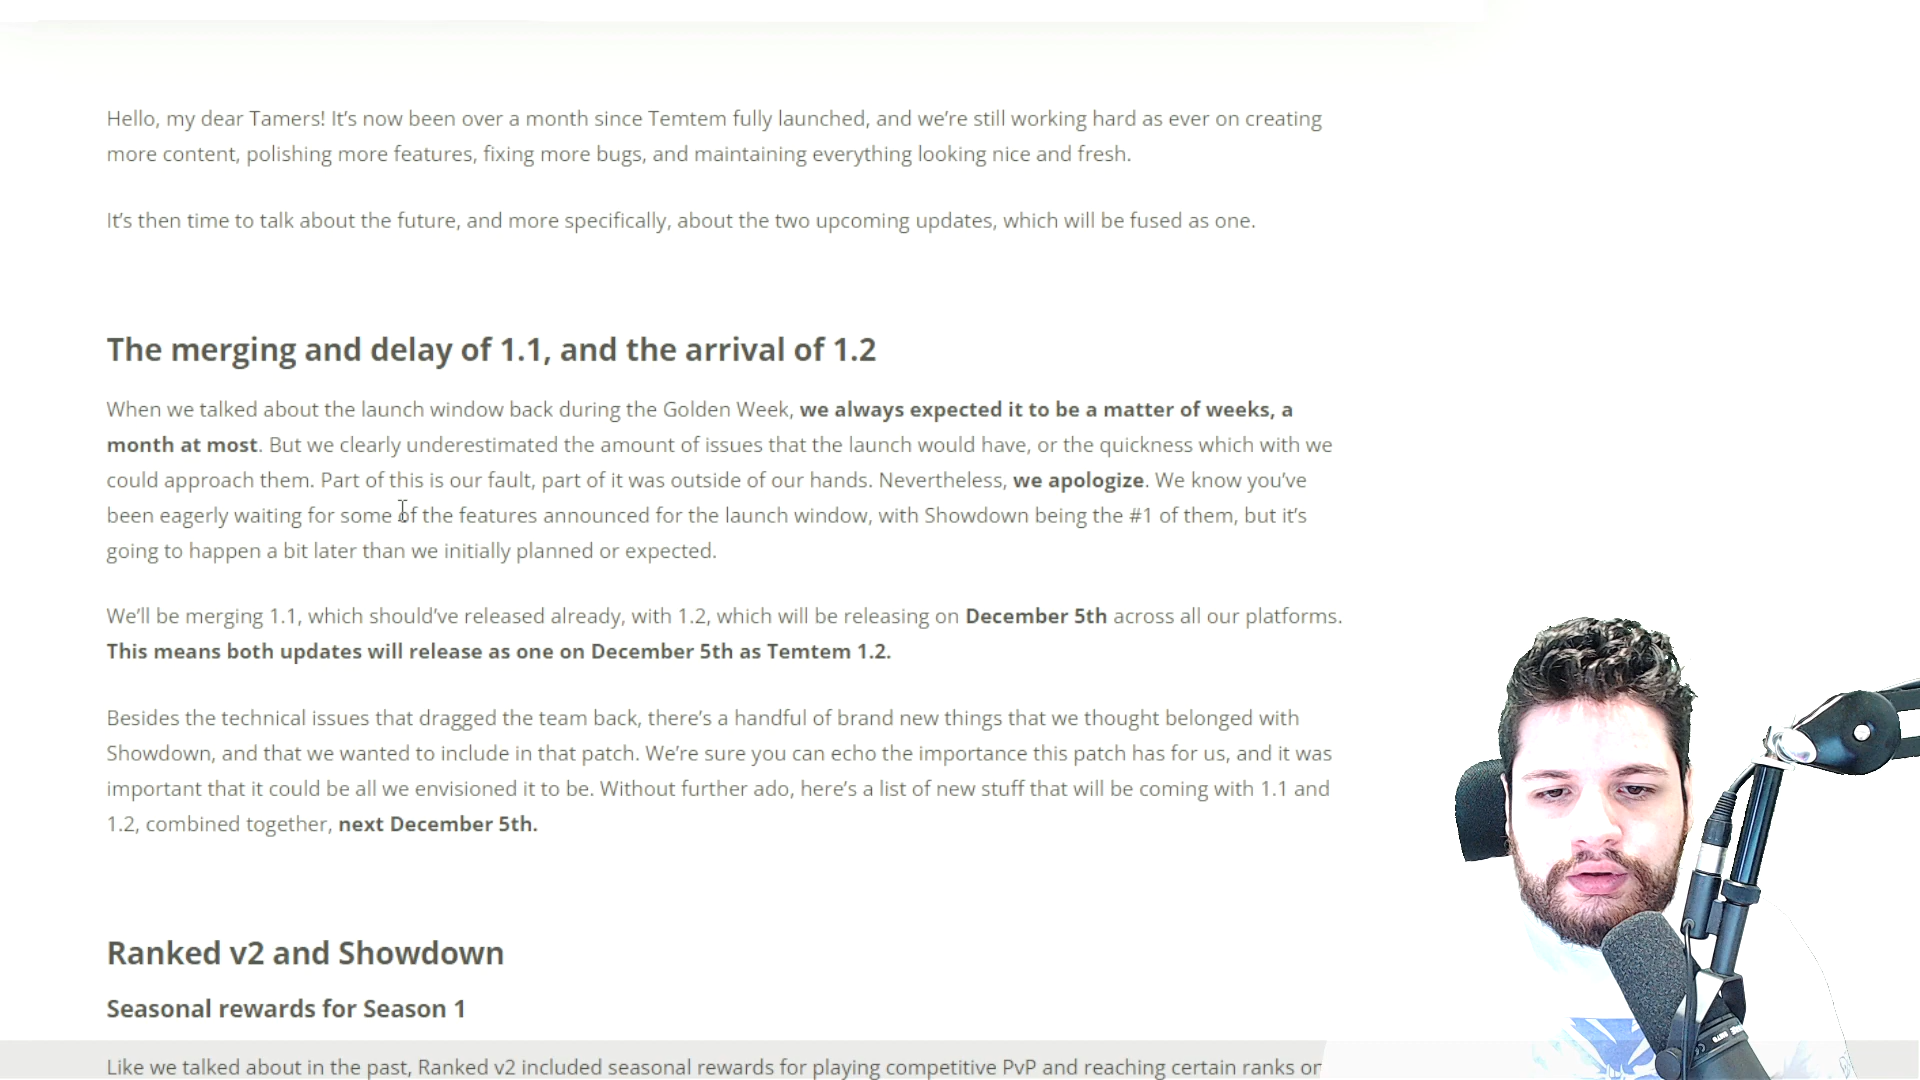 Hello, my dear Tamers! It’s now been over a month since Temtem fully launched, and we’re still working hard as ever on creating
more content, polishing more features, fixing more bugs, and maintaining everything looking nice and fresh.
It’s then time to talk about the future, and more specifically, about the two upcoming updates, which will be fused as one.
The merging and delay of 1.1, and the arrival of 1.2
When we talked about the launch window back during the Golden Week, we always expected it to be a matter of weeks, a
month at most. But we clearly underestimated the amount of issues that the launch would have, or the quickness which with we
could approach them. Part of this is our fault, part of it was outside of our hands. Nevertheless, we apologize. We know you’ve
been eagerly waiting for some of the features announced for the launch window, with Showdown being the #1 of them, but it’s
going to happen a bit later than we initially planned or expected.
We’ll be merging 1.1, which should’ve released already, with 1.2, which will be releasing on December 5th across all our platforms.
This means both updates will release as one on December 5th as Temtem 1.2.
Besides the technical issues that dragged the team back, there’s a handful of brand new things that we thought belonged with
Showdown, and that we wanted to include in that patch. We’re sure you can echo the importance this patch has for us, and it was
important that it could be all we envisioned it to be. Without further ado, here’s a list of new stuff that will be coming with 1.1 and
1.2, combined together, next December 5th.
Ranked v2 and Showdown
Seasonal rewards for Season 1
Like we talked about in the past, Ranked v2 included seasonal rewards for playing competitive PvP and reaching certain ranks or